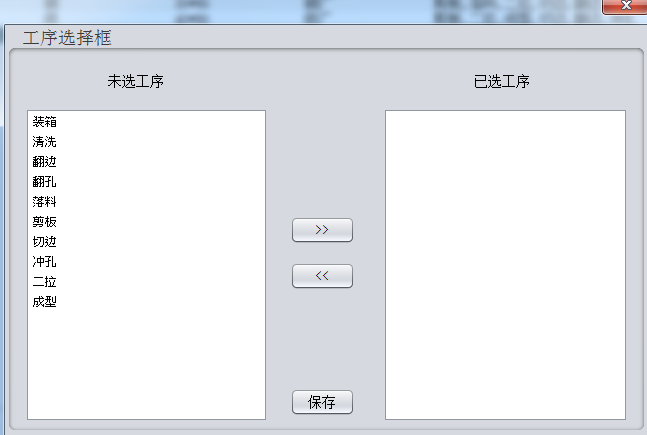 工序选择框
未选工序
已选工序
装箱
清洗
翻边
翻孔
落料
剪板
切边
冲孔
二拉
成型
>>
<<
保存